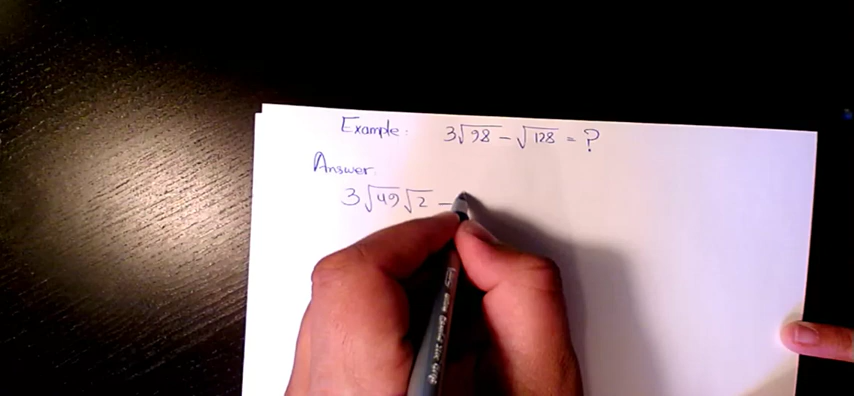 Example: 3√98 − √128 = ?
Answer.
3√49√2 −